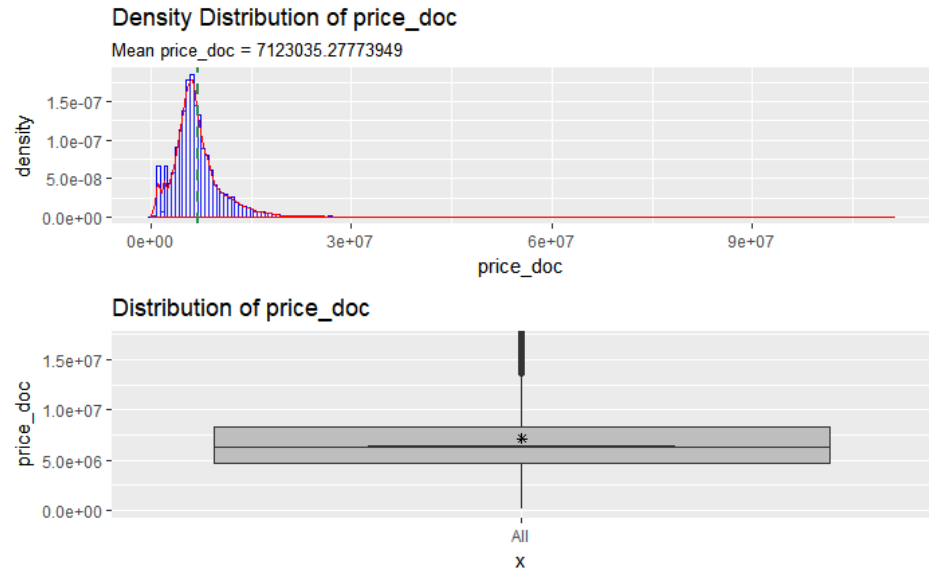 Density Distribution of price_doc
Mean price_doc = 7123035.27773949
density
1.5e-07
1.0e-07
5.0e-08
0.0e+00
0e+00 3e+07 6e+07 9e+07
price_doc
Distribution of price_doc
price_doc
1.5e+07
1.0e+07
5.0e+06
0.0e+00
All
x